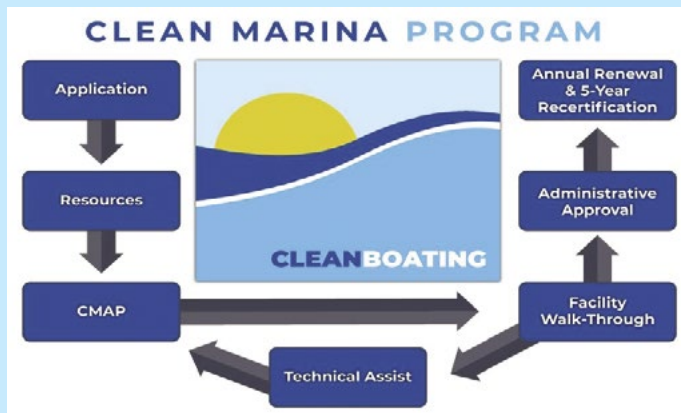 CLEAN MARINA PROGRAM
Application
Resources
CMAP
Technical Assist
Facility
Walk-Through
Administrative
Approval
Annual Renewal
& 5-Year
Recertification
CLEANBOATING